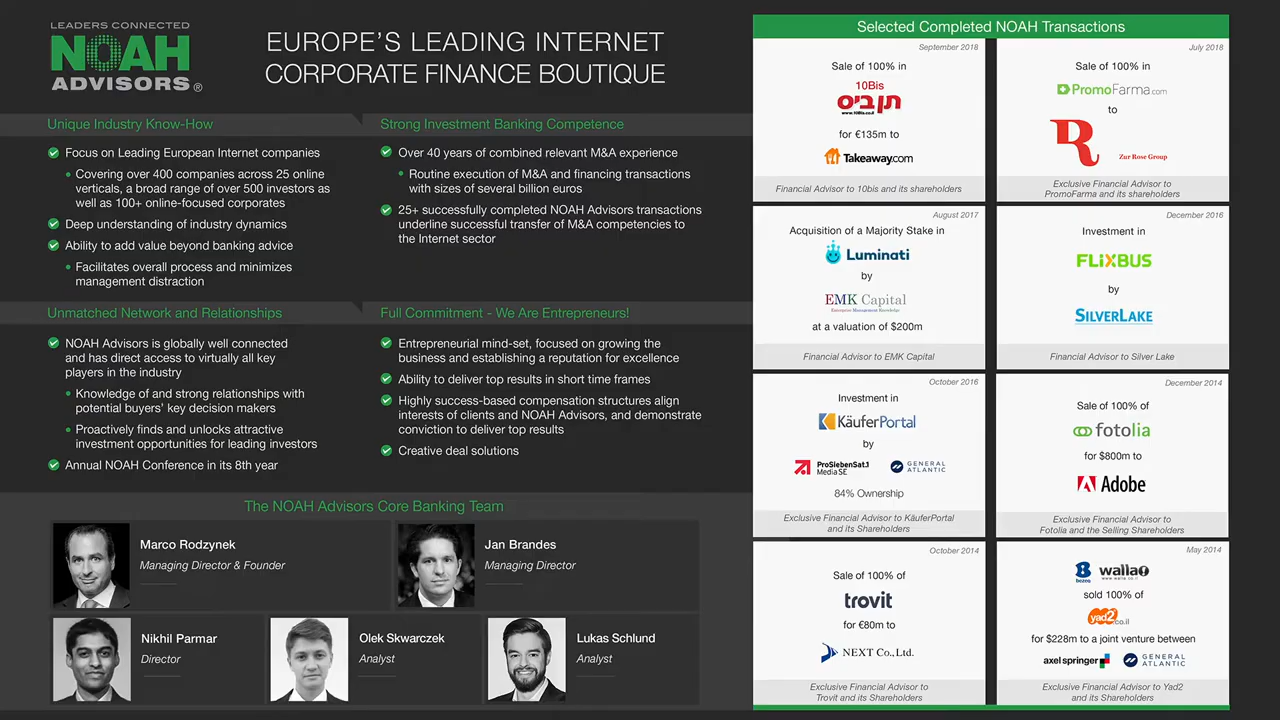 LEADERS CONNECTED
NOAH
ADVISORS®
EUROPE'S LEADING INTERNET
CORPORATE FINANCE BOUTIQUE
Unique Industry Know-How
Focus on Leading European Internet companies
• Covering over 400 companies across 25 online
verticals, a broad range of over 500 investors as
well as 100+ online-focused corporates
Deep understanding of industry dynamics
Ability to add value beyond banking advice
• Facilitates overall process and minimizes
management distraction
Strong Investment Banking Competence
Over 40 years of combined relevant M&A experience
• Routine execution of M&A and financing transactions
with sizes of several billion euros
25+ successfully completed NOAH Advisors transactions
underline successful transfer of M&A competencies to
the Internet sector
Unmatched Network and Relationships
NOAH Advisors is globally well connected
and has direct access to virtually all key
players in the industry
• Knowledge of and strong relationships with
potential buyers' key decision makers
• Proactively finds and unlocks attractive
investment opportunities for leading investors
Annual NOAH Conference in its 8th year
Full Commitment - We Are Entrepreneurs!
Entrepreneurial mind-set, focused on growing the
business and establishing a reputation for excellence
Ability to deliver top results in short time frames
Highly success-based compensation structures align
interests of clients and NOAH Advisors, and demonstrate
conviction to deliver top results
Creative deal solutions
The NOAH Advisors Core Banking Team
Marco Rodzynek
Managing Director & Founder
Jan Brandes
Managing Director
Nikhil Parmar
Director
Olek Skwarczek
Analyst
Lukas Schlund
Analyst
Selected Completed NOAH Transactions
September 2018
Sale of 100% in
10Bis
תן ביס
www.10Bis.co.il
for €135m to
Takeaway.com
Financial Advisor to 10bis and its shareholders
July 2018
Sale of 100% in
PromoFarma.com
to
R
Zur Rose Group
Exclusive Financial Advisor to
PromoFarma and its shareholders
August 2017
Acquisition of a Majority Stake in
Luminati
by
EMK Capital
Enterprise Management Knowledge
at a valuation of $200m
Financial Advisor to EMK Capital
December 2016
Investment in
FLiXBUS
by
SILVERLAKE
Financial Advisor to Silver Lake
October 2016
Investment in
KäuferPortal
by
ProSiebenSat.1
Media SE
GENERAL
ATLANTIC
84% Ownership
Exclusive Financial Advisor to KäuferPortal
and its Shareholders
December 2014
Sale of 100% of
fotolia
for $800m to
Adobe
Exclusive Financial Advisor to
Fotolia and the Selling Shareholders
October 2014
Sale of 100% of
trovit
for €80m to
NEXT Co.,Ltd.
Exclusive Financial Advisor to
Trovit and its Shareholders
May 2014
bezeq
walla
www.walla.co.il
sold 100% of
yad2
co.il
for $228m to a joint venture between
axel springer
GENERAL
ATLANTIC
Exclusive Financial Advisor to Yad2
and its Shareholders